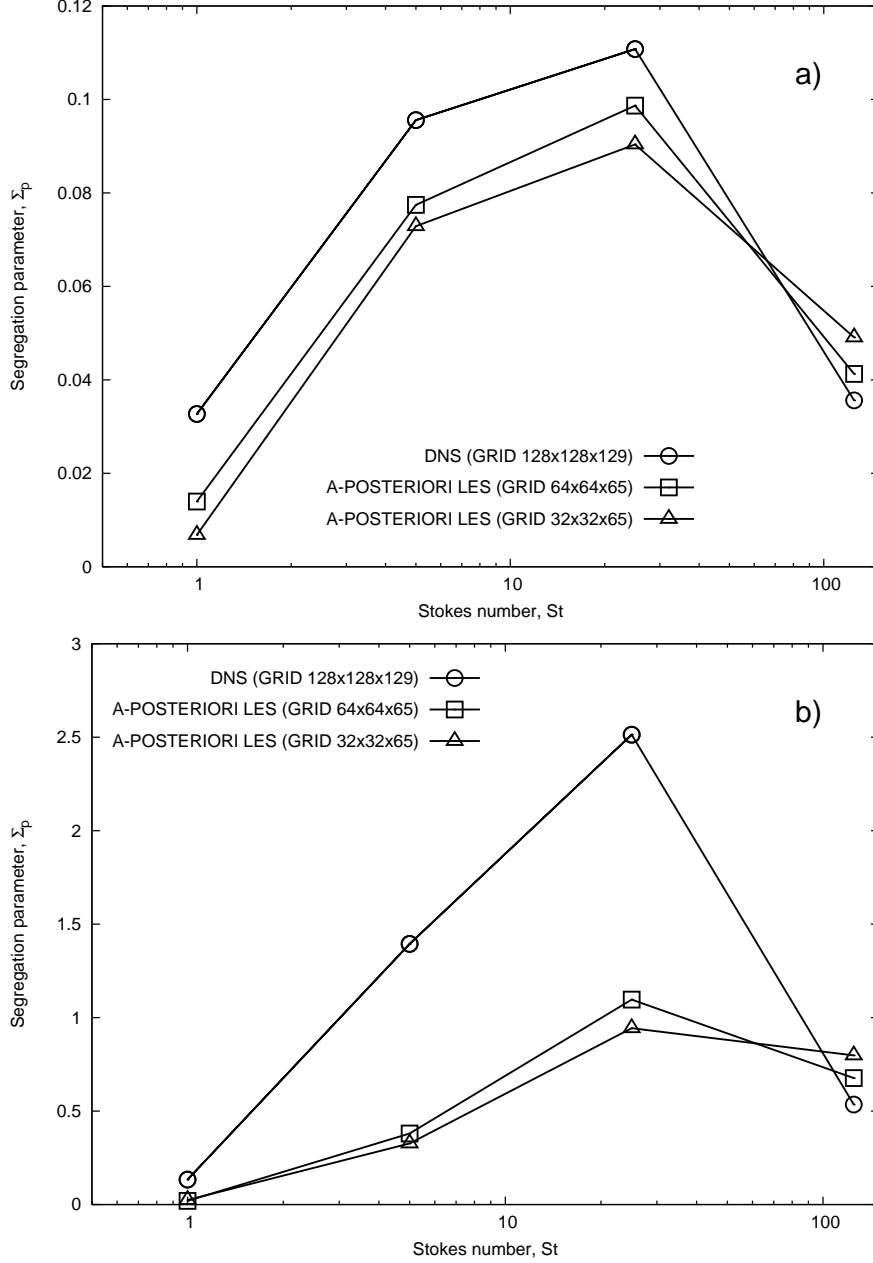 0.12
a)
0.1
0.08
0.06
0.04
0.02
0
Segregation parameter, Σp
DNS (GRID 128x128x129)
A-POSTERIORI LES (GRID 64x64x65)
A-POSTERIORI LES (GRID 32x32x65)
1 10 100
Stokes number, St
3
DNS (GRID 128x128x129)
A-POSTERIORI LES (GRID 64x64x65)
A-POSTERIORI LES (GRID 32x32x65)
b)
2.5
2
1.5
1
0.5
0
Segregation parameter, Σp
1 10 100
Stokes number, St